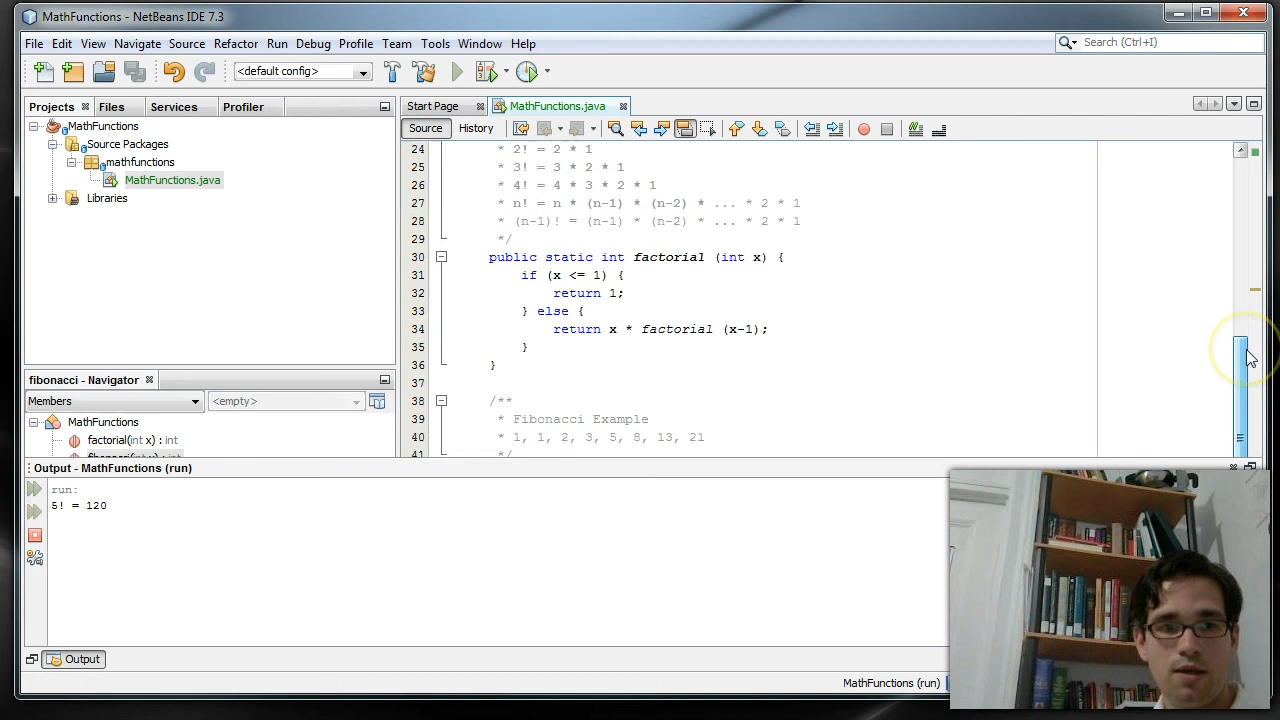 MathFunctions - NetBeans IDE 7.3
File Edit View Navigate Source Refactor Run Debug Profile Team Tools Window Help
Search (Ctrl+I)
<default config>
Projects Files Services Profiler
MathFunctions
Source Packages
mathfunctions
MathFunctions.java
Libraries
fibonacci - Navigator
Members <empty>
MathFunctions
factorial(int x) : int
fibonacci(int x) : int
Start Page MathFunctions.java
Source History
24 * 2! = 2 * 1
25 * 3! = 3 * 2 * 1
26 * 4! = 4 * 3 * 2 * 1
27 * n! = n * (n-1) * (n-2) * ... * 2 * 1
28 * (n-1)! = (n-1) * (n-2) * ... * 2 * 1
29 */
30 public static int factorial (int x) {
31 if (x <= 1) {
32 return 1;
33 } else {
34 return x * factorial (x-1);
35 }
36 }
37
38 /**
39 * Fibonacci Example
40 * 1, 1, 2, 3, 5, 8, 13, 21
41 */
Output - MathFunctions (run)
run:
5! = 120
Output
MathFunctions (run)